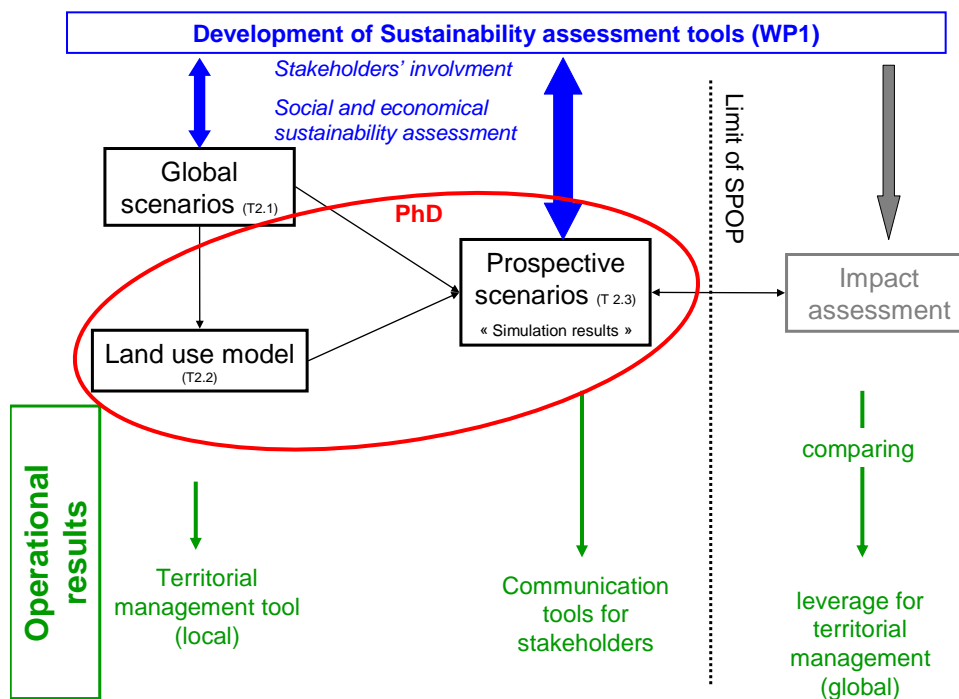 Development of Sustainability assessment tools (WP1)
Stakeholders' involvment
Social and economical
sustainability assessment
Limit of SPOP
Global
scenarios (T2.1)
PhD
Prospective
scenarios (T 2.3)
« Simulation results »
Impact
assessment
Land use model
(T2.2)
Operational
results
comparing
Territorial
management tool
(local)
Communication
tools for
stakeholders
leverage for
territorial
management
(global)